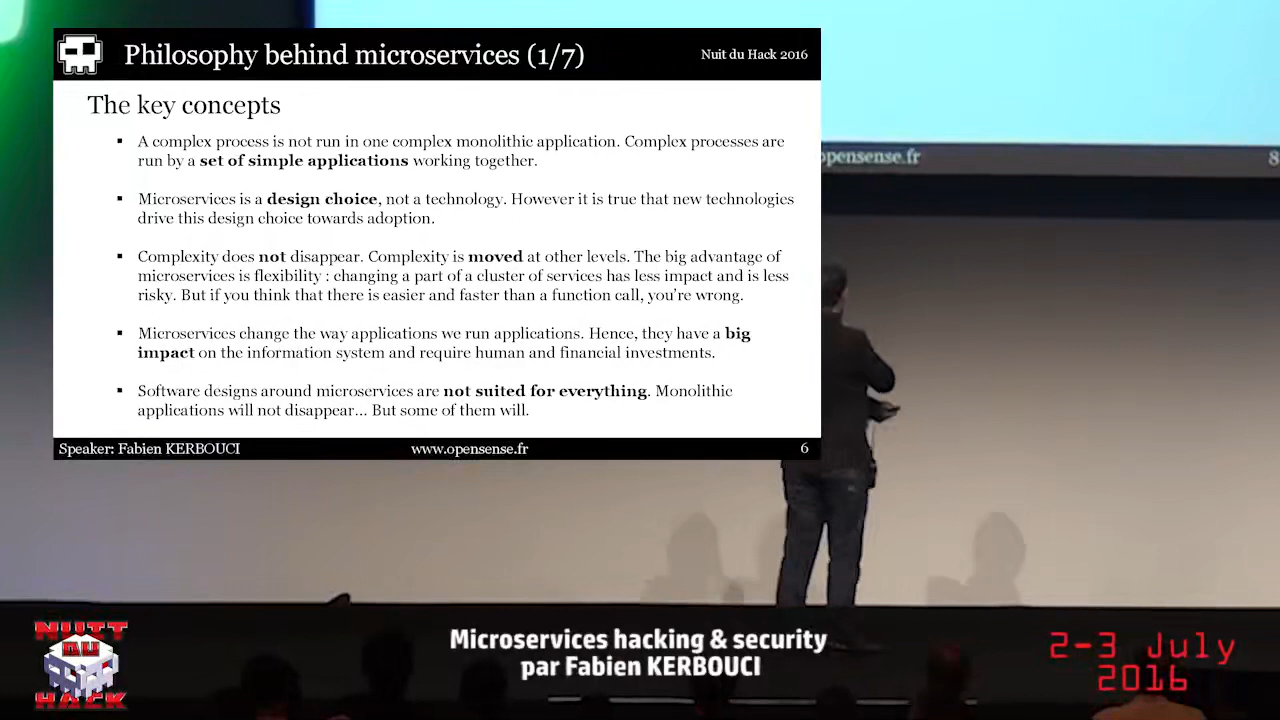 Philosophy behind microservices (1/7)
Nuit du Hack 2016
The key concepts
▪ A complex process is not run in one complex monolithic application. Complex processes are
run by a set of simple applications working together.
▪ Microservices is a design choice, not a technology. However it is true that new technologies
drive this design choice towards adoption.
▪ Complexity does not disappear. Complexity is moved at other levels. The big advantage of
microservices is flexibility : changing a part of a cluster of services has less impact and is less
risky. But if you think that there is easier and faster than a function call, you're wrong.
▪ Microservices change the way applications we run applications. Hence, they have a big
impact on the information system and require human and financial investments.
▪ Software designs around microservices are not suited for everything. Monolithic
applications will not disappear... But some of them will.
Speaker: Fabien KERBOUCI
www.opensense.fr
6
opensense.fr
8
NUIT
DU
HACK
Microservices hacking & security
par Fabien KERBOUCI
2-3 July
2016